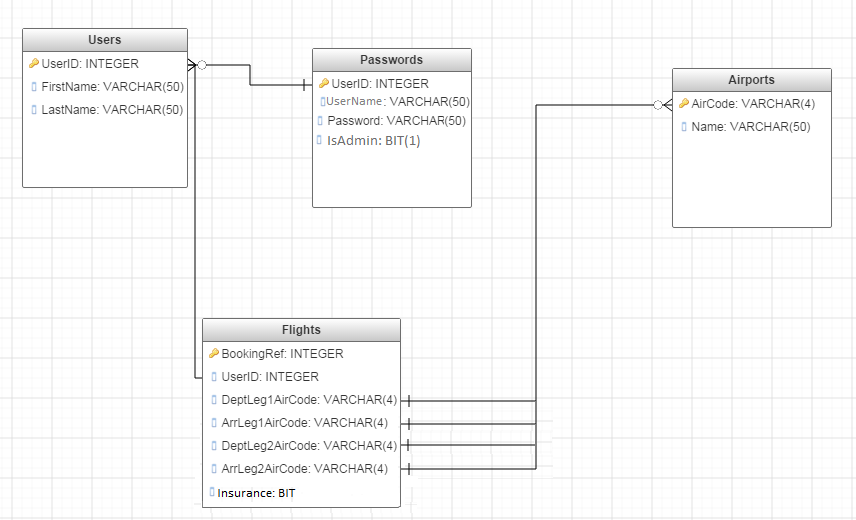 Users
UserID: INTEGER
FirstName: VARCHAR(50)
LastName: VARCHAR(50)
Passwords
UserID: INTEGER
UserName: VARCHAR(50)
Password: VARCHAR(50)
IsAdmin: BIT(1)
Airports
AirCode: VARCHAR(4)
Name: VARCHAR(50)
Flights
BookingRef: INTEGER
UserID: INTEGER
DeptLeg1AirCode: VARCHAR(4)
ArrLeg1AirCode: VARCHAR(4)
DeptLeg2AirCode: VARCHAR(4)
ArrLeg2AirCode: VARCHAR(4)
Insurance: BIT